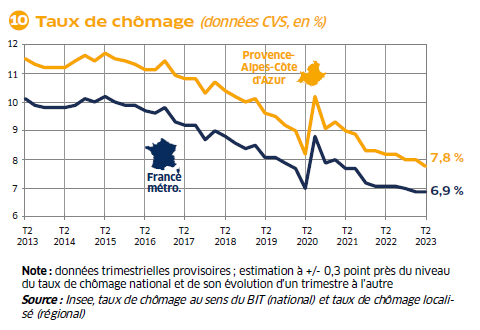 10 Taux de chômage (données CVS, en %)
12
11
10
9
8
7
6
Provence-
Alpes-Côte
d'Azur
France
métro.
7,8 %
6,9 %
T2 T2 T2 T2 T2 T2 T2 T2 T2 T2 T2
2013 2014 2015 2016 2017 2018 2019 2020 2021 2022 2023
Note : données trimestrielles provisoires ; estimation à +/- 0,3 point près du niveau
du taux de chômage national et de son évolution d'un trimestre à l'autre
Source : Insee, taux de chômage au sens du BIT (national) et taux de chômage locali-
sé (régional)